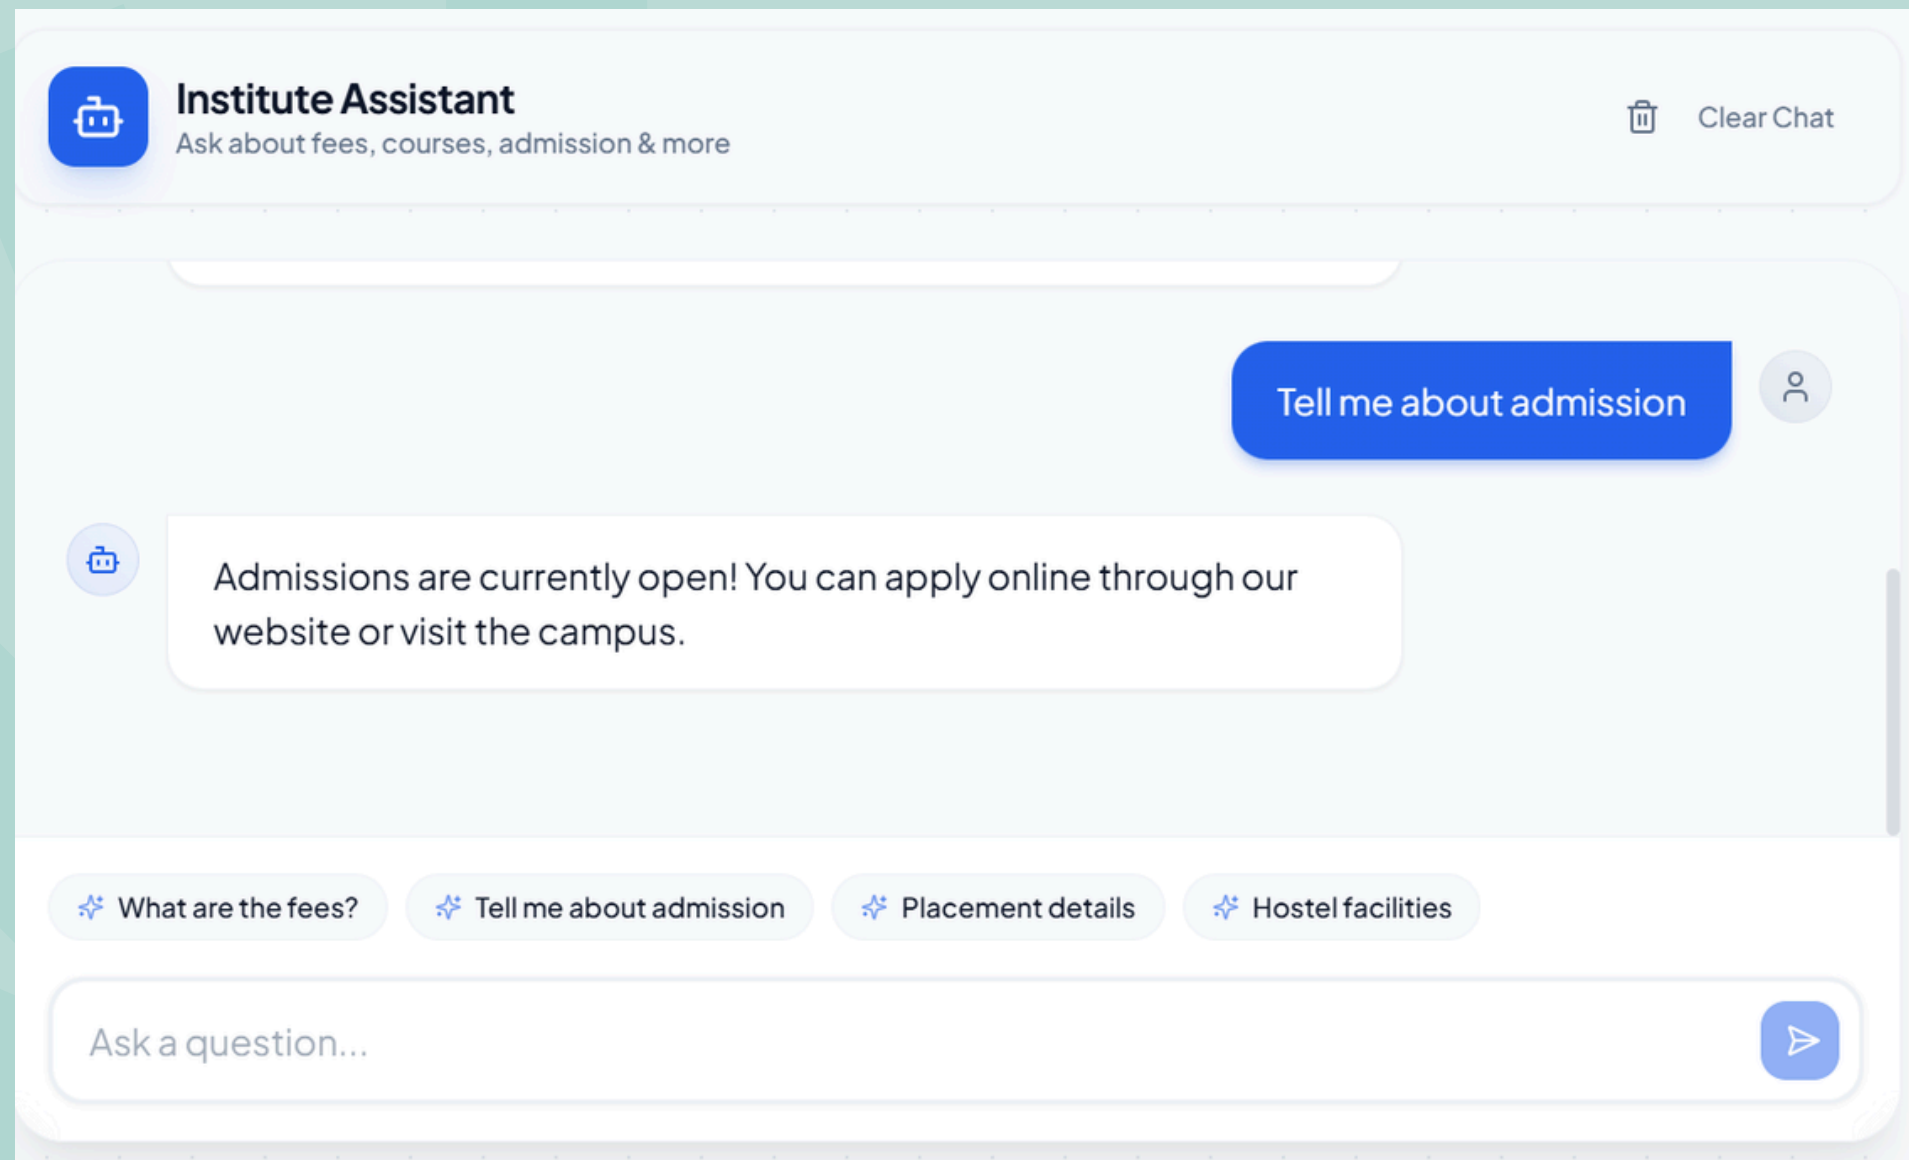 Institute Assistant
Ask about fees, courses, admission & more
Clear Chat
Tell me about admission
Admissions are currently open! You can apply online through our
website or visit the campus.
What are the fees?
Tell me about admission
Placement details
Hostel facilities
Ask a question...